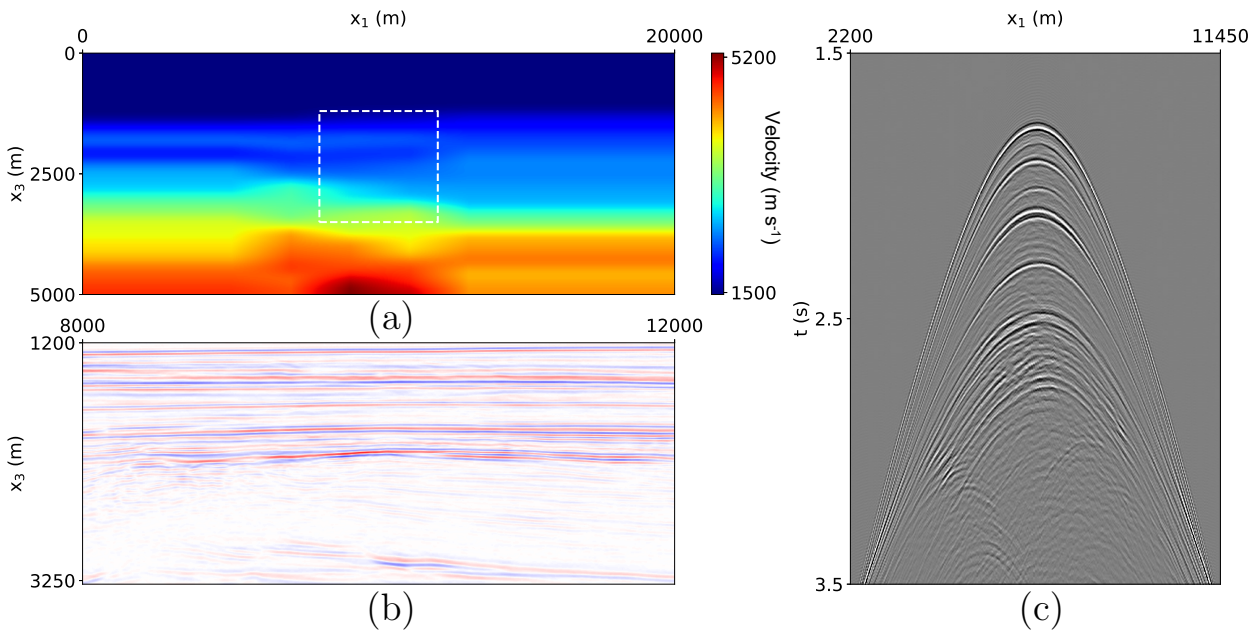 x1 (m)
0 20000
0
2500
5000
x3 (m)
5200
1500
Velocity (m s-1)
(a)
8000 12000
1200
3250
x3 (m)
(b)
x1 (m)
2200 11450
1.5
2.5
3.5
t (s)
(c)